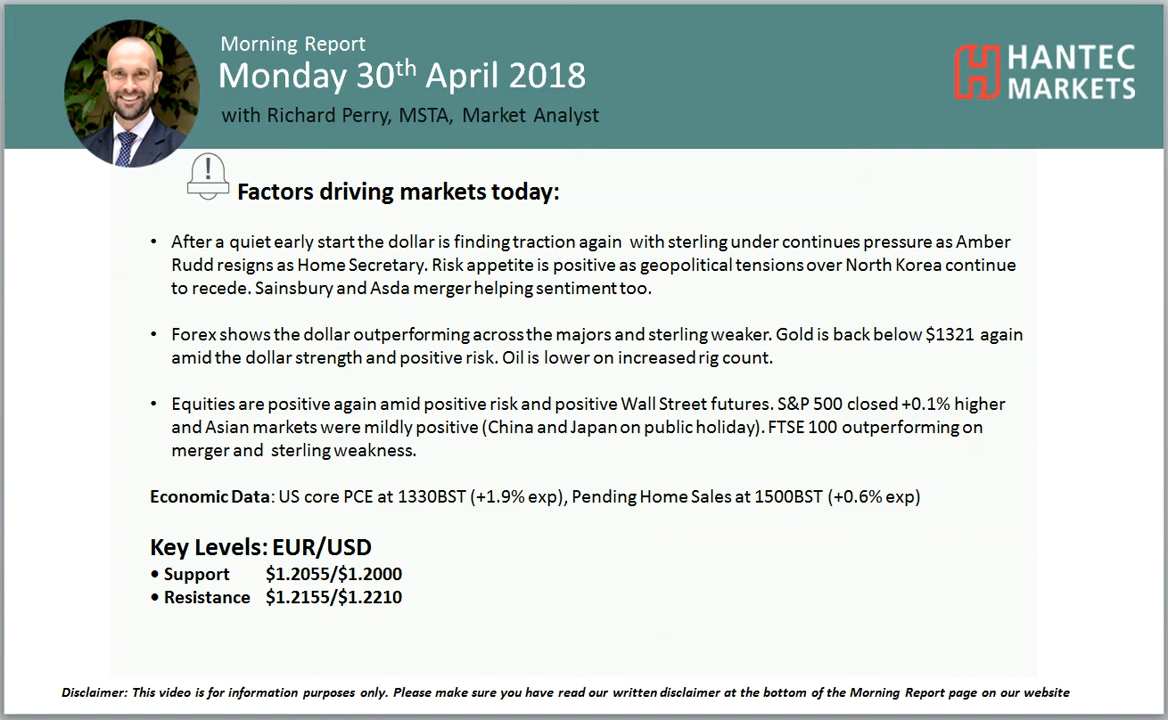 Morning Report
Monday 30th April 2018
with Richard Perry, MSTA, Market Analyst
HANTEC
MARKETS
!
Factors driving markets today:
• After a quiet early start the dollar is finding traction again with sterling under continues pressure as Amber
Rudd resigns as Home Secretary. Risk appetite is positive as geopolitical tensions over North Korea continue
to recede. Sainsbury and Asda merger helping sentiment too.
• Forex shows the dollar outperforming across the majors and sterling weaker. Gold is back below $1321 again
amid the dollar strength and positive risk. Oil is lower on increased rig count.
• Equities are positive again amid positive risk and positive Wall Street futures. S&P 500 closed +0.1% higher
and Asian markets were mildly positive (China and Japan on public holiday). FTSE 100 outperforming on
merger and sterling weakness.
Economic Data: US core PCE at 1330BST (+1.9% exp), Pending Home Sales at 1500BST (+0.6% exp)
Key Levels: EUR/USD
• Support $1.2055/$1.2000
• Resistance $1.2155/$1.2210
Disclaimer: This video is for information purposes only. Please make sure you have read our written disclaimer at the bottom of the Morning Report page on our website